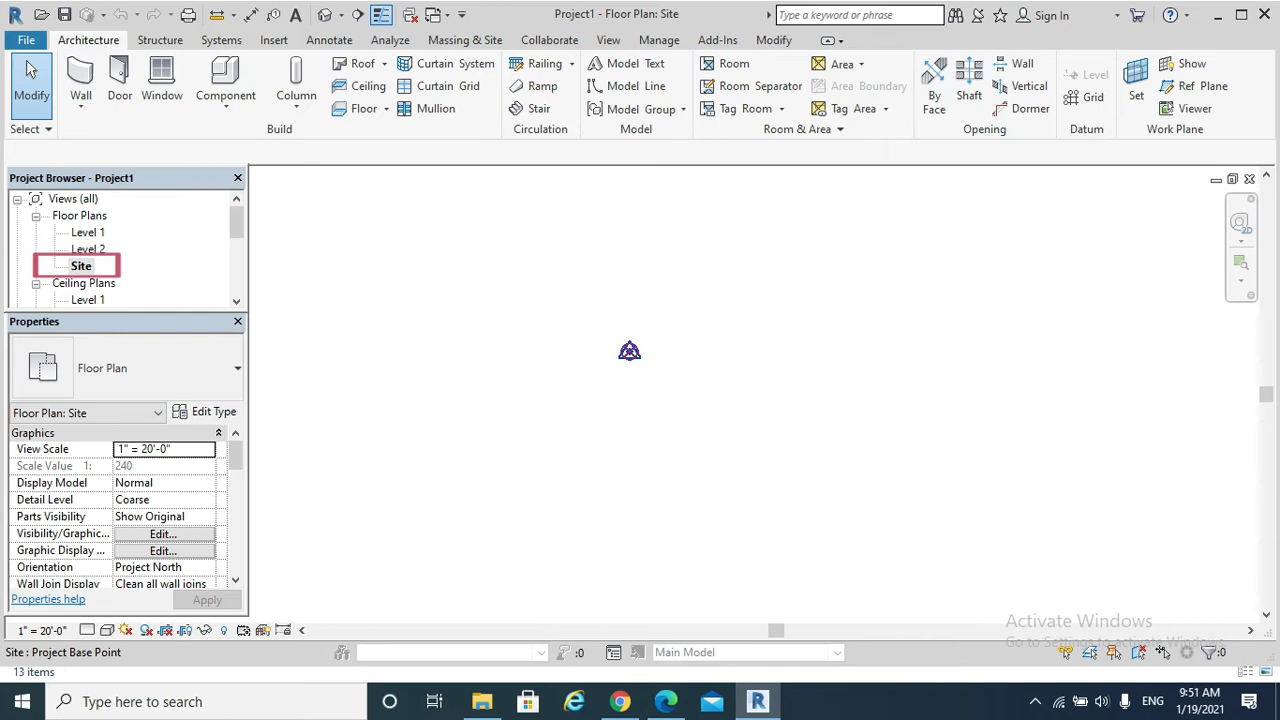 Project1 - Floor Plan: Site
Type a keyword or phrase
Sign In
File
Architecture
Structure
Systems
Insert
Annotate
Analyze
Massing & Site
Collaborate
View
Manage
Add-Ins
Modify
Modify
Wall
Door
Window
Component
Column
Roof
Ceiling
Floor
Curtain System
Curtain Grid
Mullion
Railing
Ramp
Stair
Model Text
Model Line
Model Group
Room
Room Separator
Tag Room
Area
Area Boundary
Tag Area
By
Face
Shaft
Wall
Vertical
Dormer
Level
Grid
Set
Show
Ref Plane
Viewer
Select
Build
Circulation
Model
Room & Area
Opening
Datum
Work Plane
Project Browser - Project1
Views (all)
Floor Plans
Level 1
Level 2
Site
Ceiling Plans
Level 1
Properties
Floor Plan
Floor Plan: Site
Edit Type
Graphics
View Scale 1" = 20'-0"
Scale Value 1: 240
Display Model Normal
Detail Level Coarse
Parts Visibility Show Original
Visibility/Graphic... Edit...
Graphic Display ... Edit...
Orientation Project North
Wall Join Display Clean all wall joins
Properties help
Apply
2D
Activate Windows
Go to Settings to activate Windows.
1" = 20'-0"
Site : Project Base Point
:0
Main Model
:0
13 items
Type here to search
ENG
9:51 AM
1/19/2021